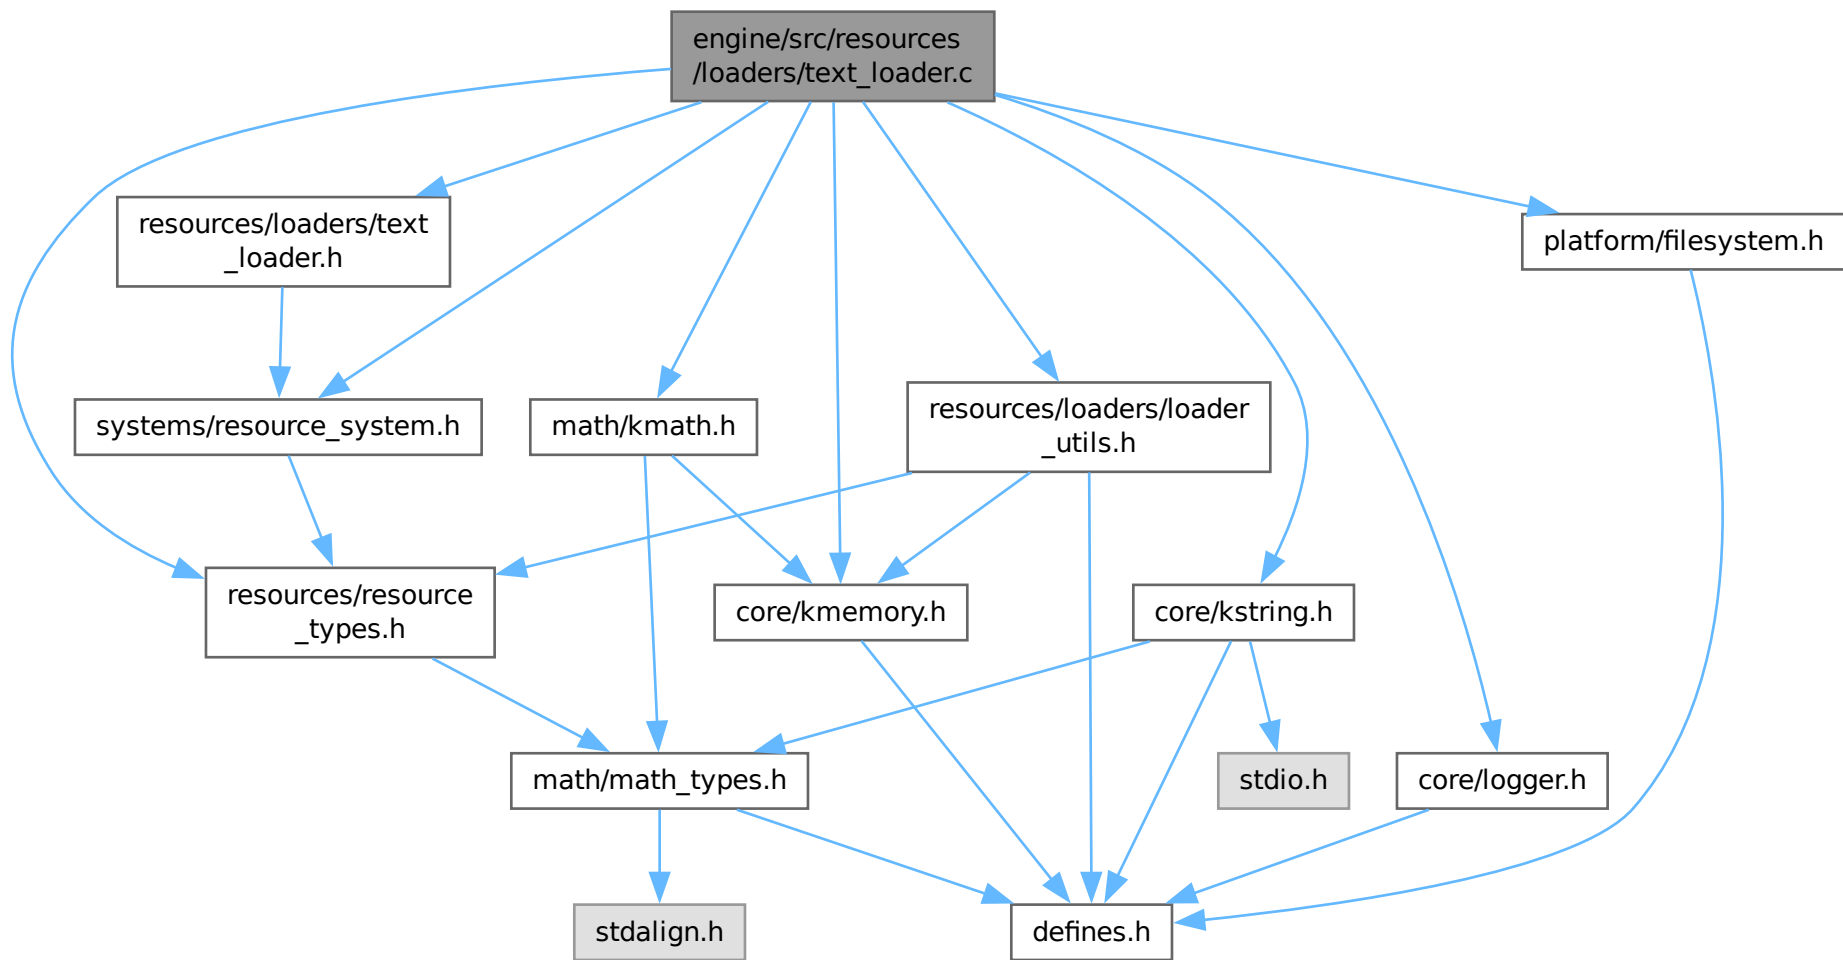 engine/src/resources
/loaders/text_loader.c
resources/loaders/text
_loader.h
platform/filesystem.h
systems/resource_system.h
math/kmath.h
resources/loaders/loader
_utils.h
resources/resource
_types.h
core/kmemory.h
core/kstring.h
math/math_types.h
stdio.h
core/logger.h
stdalign.h
defines.h